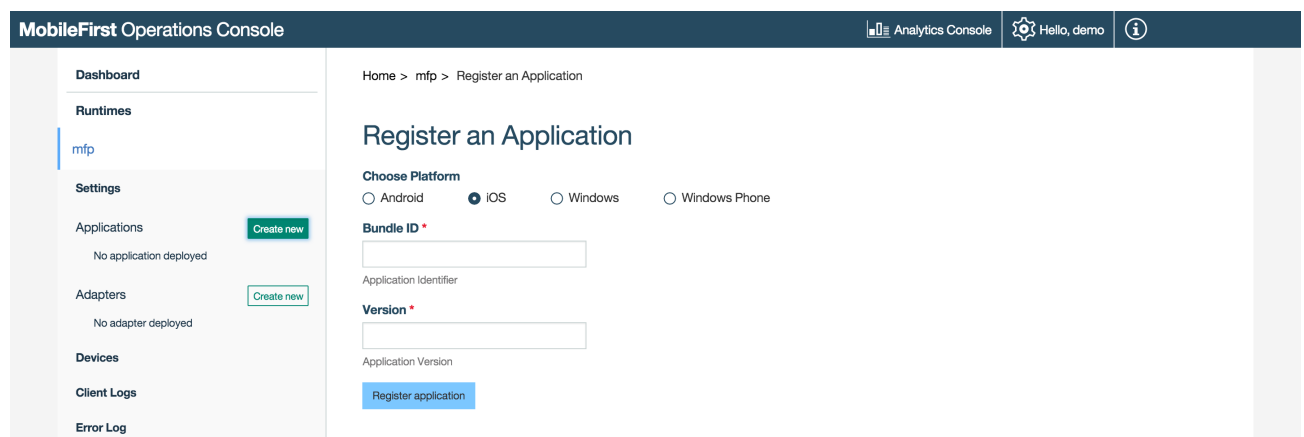 MobileFirst Operations Console
Analytics Console
Hello, demo
Dashboard
Runtimes
mfp
Settings
Applications Create new
No application deployed
Adapters Create new
No adapter deployed
Devices
Client Logs
Error Log
Home > mfp > Register an Application
Register an Application
Choose Platform
Android iOS Windows Windows Phone
Bundle ID *
Application Identifier
Version *
Application Version
Register application